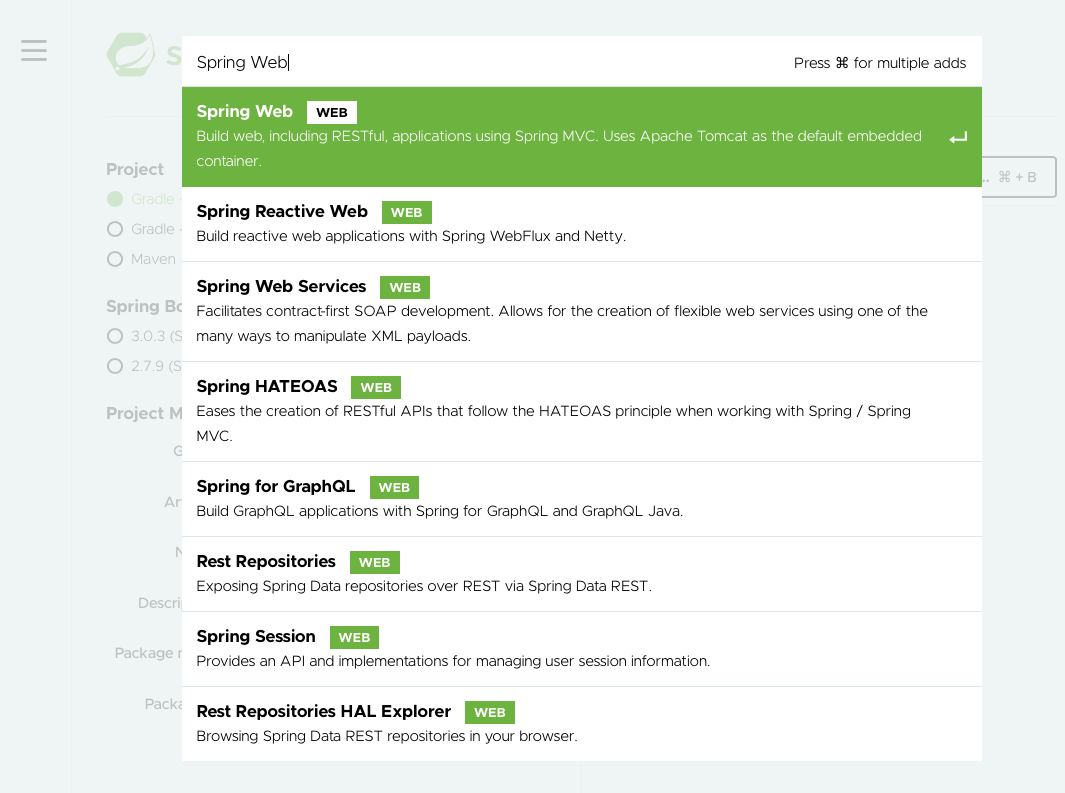 S
Spring Web
Press ⌘ for multiple adds
Spring Web WEB
Build web, including RESTful, applications using Spring MVC. Uses Apache Tomcat as the default embedded
container.
Project
Gradle -
.. ⌘ + B
Spring Reactive Web WEB
Gradle -
Build reactive web applications with Spring WebFlux and Netty.
Maven
Spring Web Services WEB
Spring Bo
Facilitates contract-first SOAP development. Allows for the creation of flexible web services using one of the
3.0.3 (S
many ways to manipulate XML payloads.
2.7.9 (S
Spring HATEOAS WEB
Project M
Eases the creation of RESTful APIs that follow the HATEOAS principle when working with Spring / Spring
MVC.
G
Spring for GraphQL WEB
Ar
Build GraphQL applications with Spring for GraphQL and GraphQL Java.
N
Rest Repositories WEB
Exposing Spring Data repositories over REST via Spring Data REST.
Descri
Spring Session WEB
Package n
Provides an API and implementations for managing user session information.
Packa
Rest Repositories HAL Explorer WEB
Browsing Spring Data REST repositories in your browser.